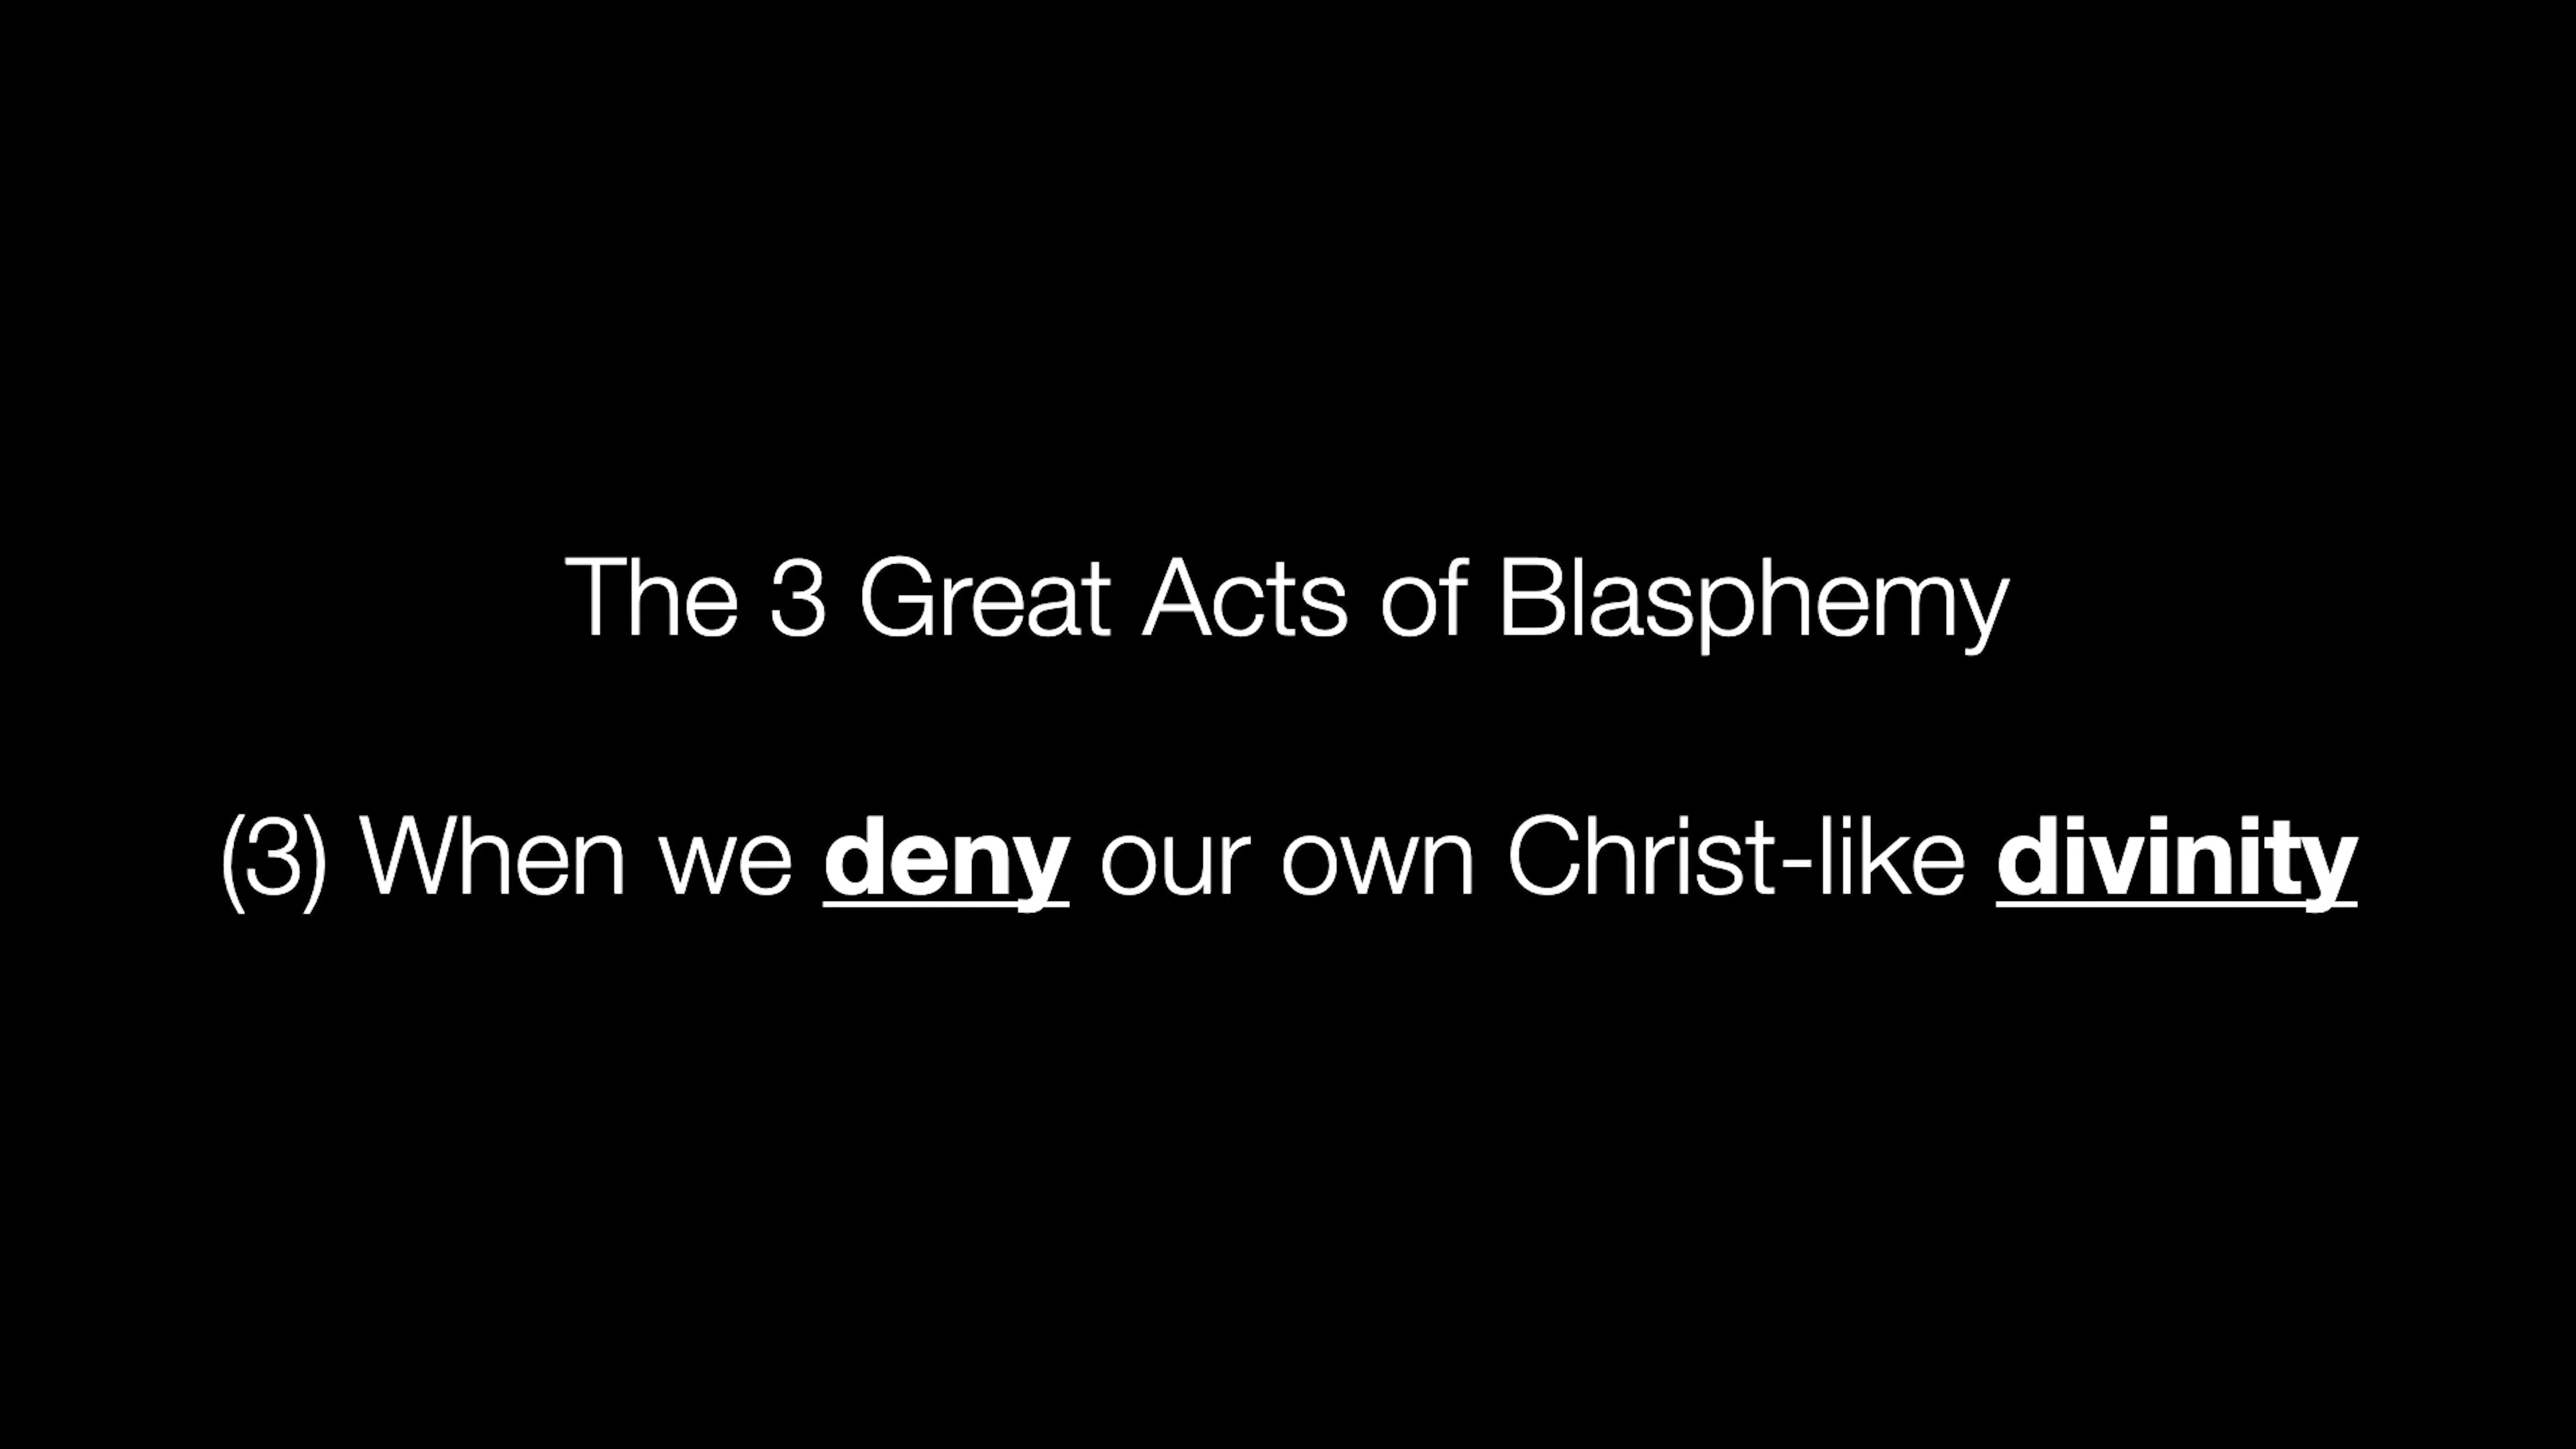 The 3 Great Acts of Blasphemy
(3) When we deny our own Christ-like divinity